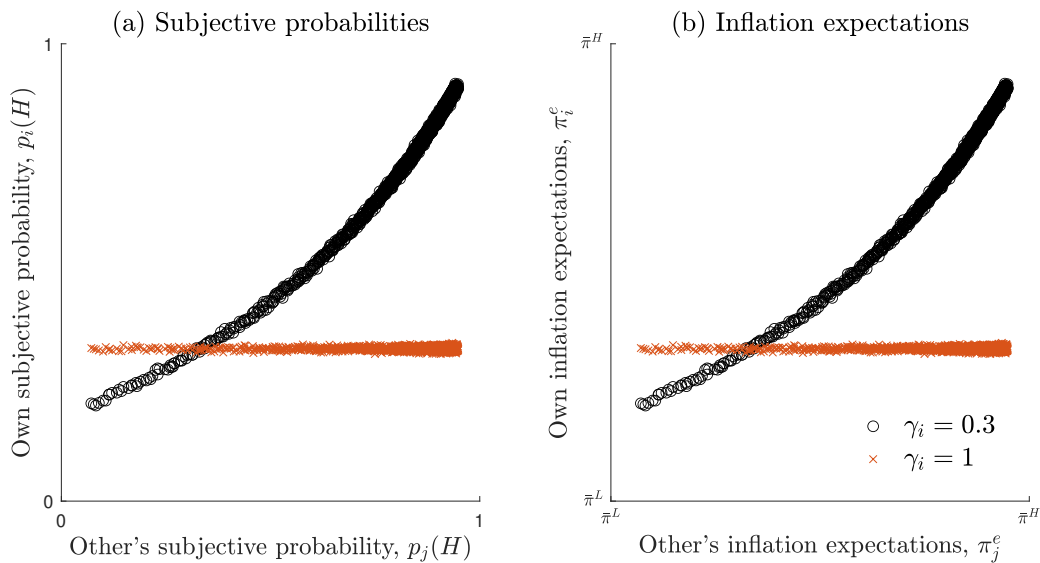 (a) Subjective probabilities
1
Own subjective probability, p_i(H)
0
0
1
Other's subjective probability, p_j(H)
(b) Inflation expectations
π̄^H
Own inflation expectations, π_i^e
γ_i = 0.3
γ_i = 1
π̄^L
π̄^L
π̄^H
Other's inflation expectations, π_j^e